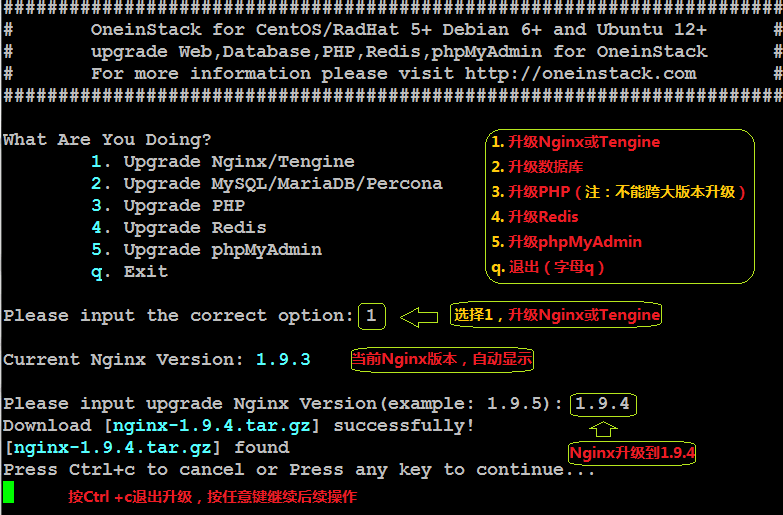 ################################################################################
#       OneinStack for CentOS/RadHat 5+ Debian 6+ and Ubuntu 12+      #
#       upgrade Web,Database,PHP,Redis,phpMyAdmin for OneinStack      #
#       For more information please visit http://oneinstack.com       #
################################################################################
What Are You Doing?
1. Upgrade Nginx/Tengine
2. Upgrade MySQL/MariaDB/Percona
3. Upgrade PHP
4. Upgrade Redis
5. Upgrade phpMyAdmin
q. Exit
1. 升级Nginx或Tengine
2. 升级数据库
3. 升级PHP（注：不能跨大版本升级）
4. 升级Redis
5. 升级phpMyAdmin
q. 退出（字母q）
Please input the correct option: 1 选择1，升级Nginx或Tengine
Current Nginx Version: 1.9.3 当前Nginx版本，自动显示
Please input upgrade Nginx Version(example: 1.9.5): 1.9.4
Download [nginx-1.9.4.tar.gz] successfully!
[nginx-1.9.4.tar.gz] found
Nginx升级到1.9.4
Press Ctrl+c to cancel or Press any key to continue...
按Ctrl +c退出升级，按任意键继续后续操作